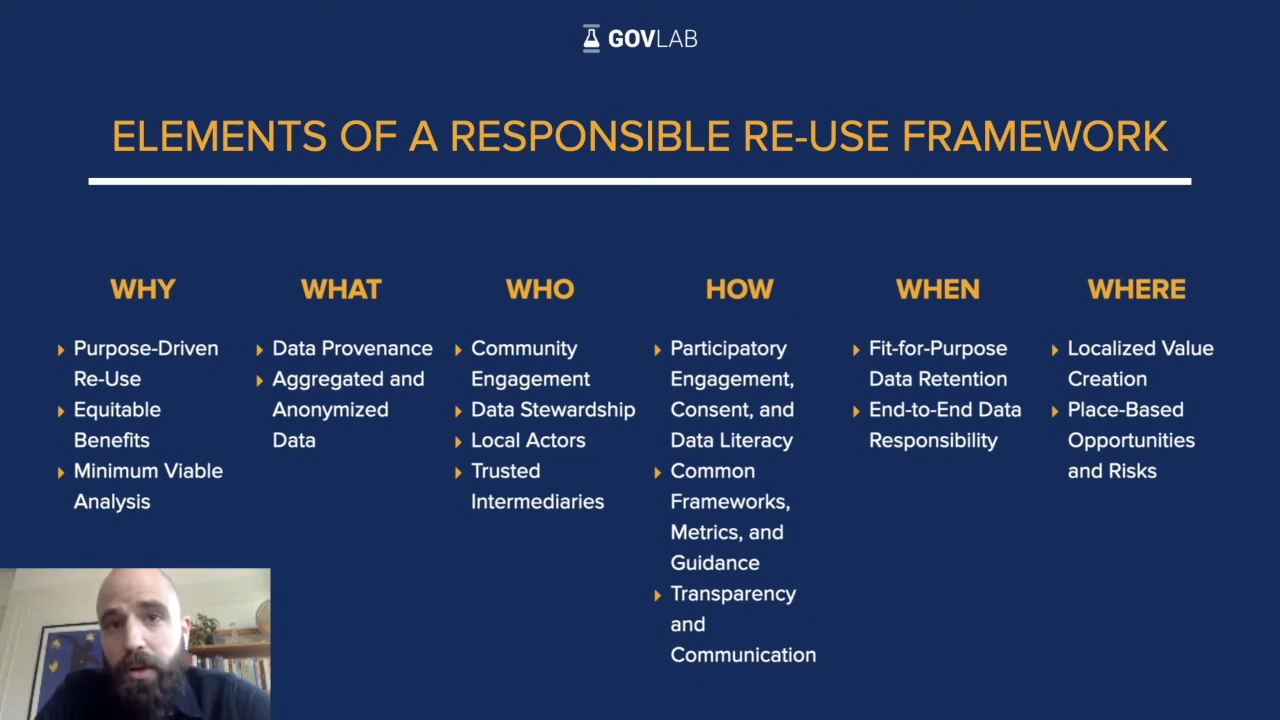 GOVLAB
ELEMENTS OF A RESPONSIBLE RE-USE FRAMEWORK
WHY
Purpose-Driven
Re-Use
Equitable
Benefits
Minimum Viable
Analysis
WHAT
Data Provenance
Aggregated and
Anonymized
Data
WHO
Community
Engagement
Data Stewardship
Local Actors
Trusted
Intermediaries
HOW
Participatory
Engagement,
Consent, and
Data Literacy
Common
Frameworks,
Metrics, and
Guidance
Transparency
and
Communication
WHEN
Fit-for-Purpose
Data Retention
End-to-End Data
Responsibility
WHERE
Localized Value
Creation
Place-Based
Opportunities
and Risks